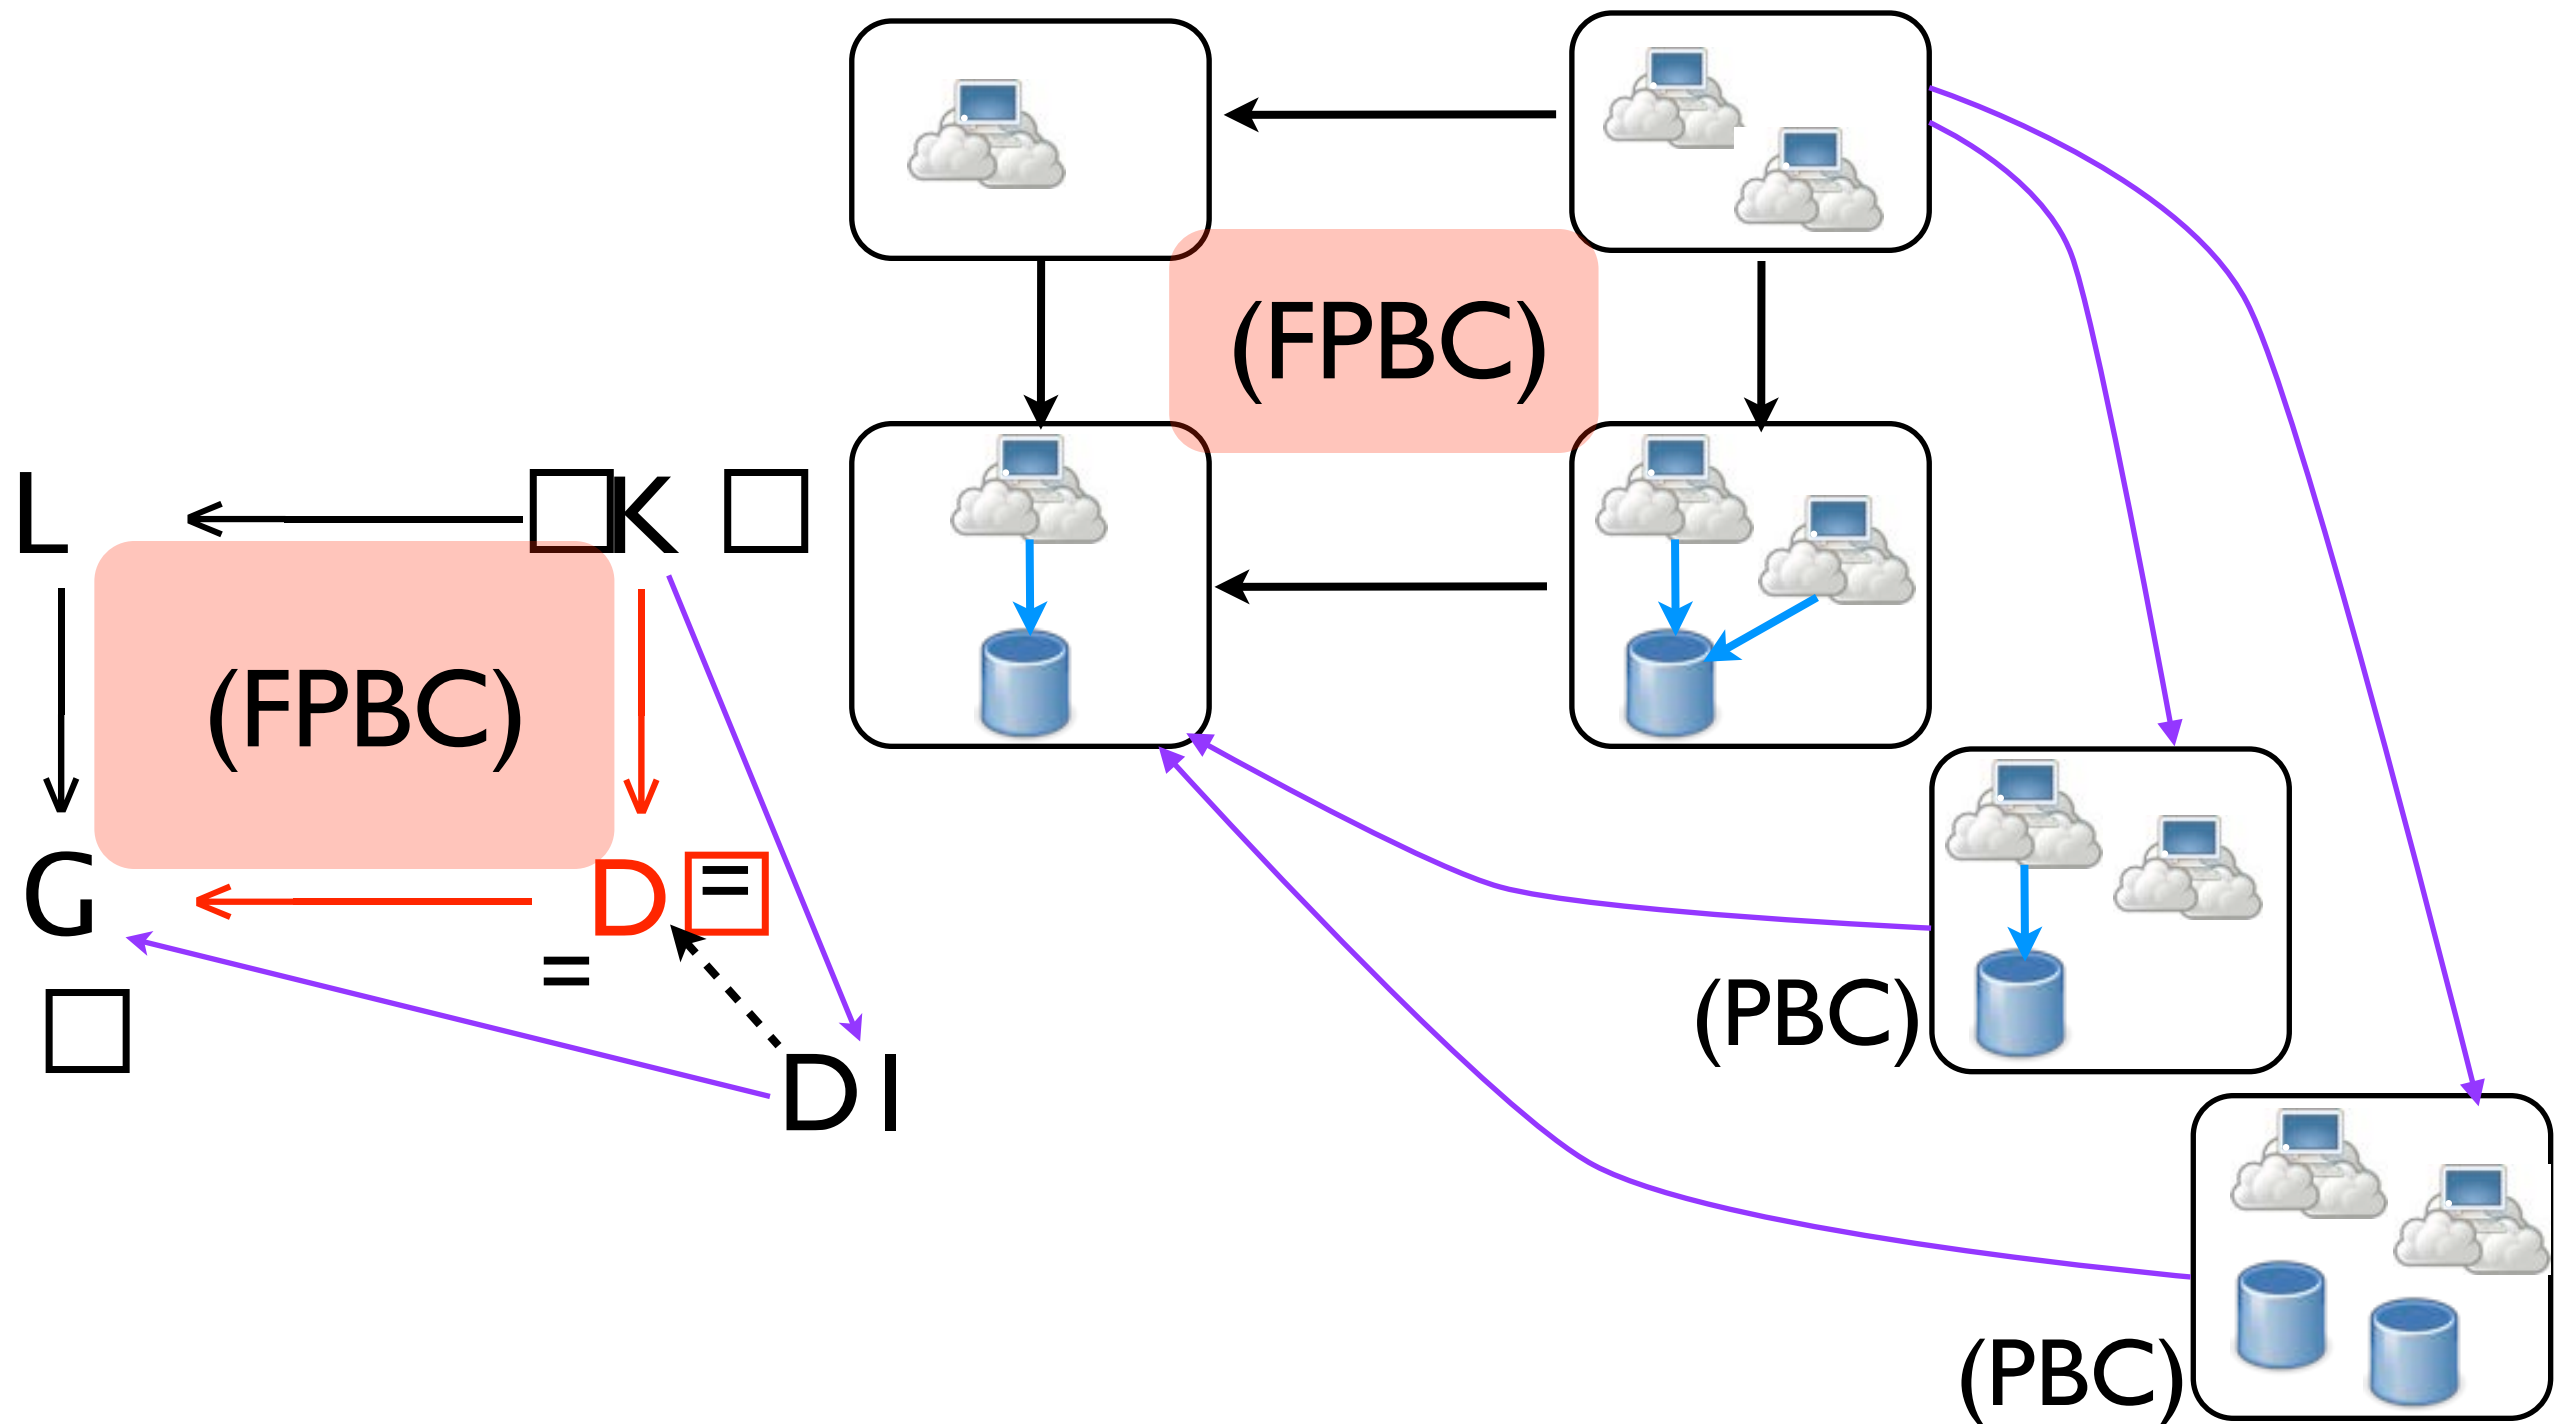 (FPBC)
L □K □
(FPBC)
G D □=
=
□
(PBC)
D I
(PBC)